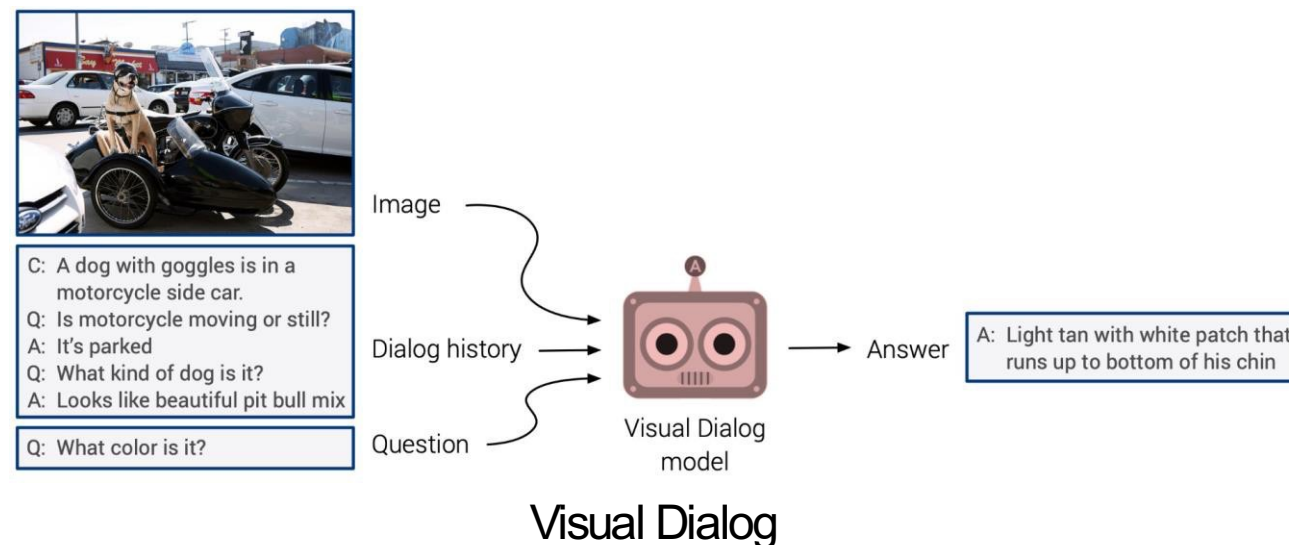 Market
C: A dog with goggles is in a
motorcycle side car.
Q: Is motorcycle moving or still?
A: It's parked
Q: What kind of dog is it?
A: Looks like beautiful pit bull mix
Q: What color is it?
Image
Dialog history
Question
A
Visual Dialog
model
Answer
A: Light tan with white patch that
runs up to bottom of his chin
Visual Dialog